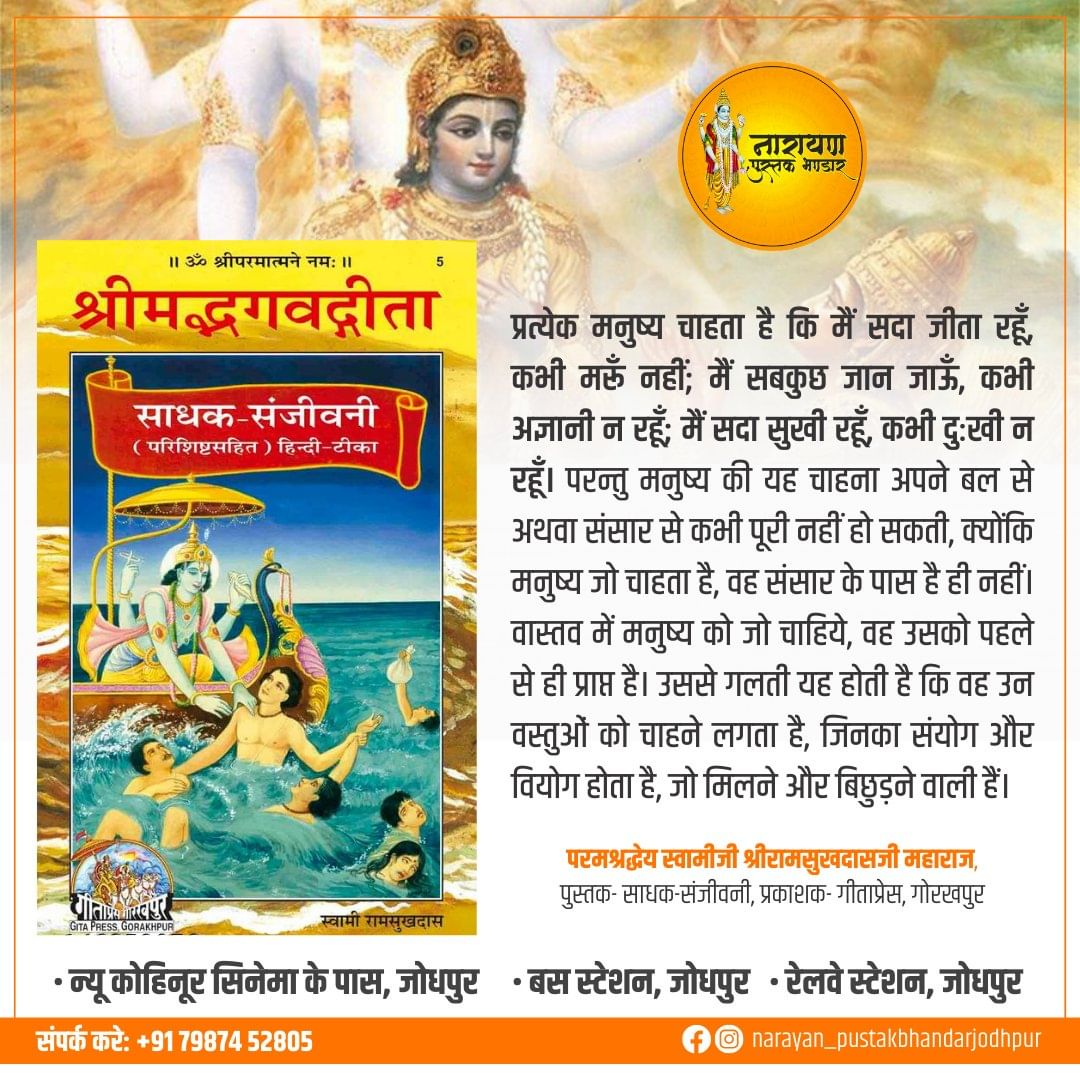 नारायण
पुस्तक भण्डार
॥ ॐ श्रीपरमात्मने नमः ॥
5
श्रीमद्भगवद्गीता
साधक-संजीवनी
( परिशिष्टसहित ) हिन्दी-टीका
गीताप्रेस गोरखपुर
GITA PRESS, GORAKHPUR
स्वामी रामसुखदास
प्रत्येक मनुष्य चाहता है कि मैं सदा जीता रहूँ,
कभी मरूँ नहीं; मैं सबकुछ जान जाऊँ, कभी
अज्ञानी न रहूँ; मैं सदा सुखी रहूँ, कभी दुःखी न
रहूँ। परन्तु मनुष्य की यह चाहना अपने बल से
अथवा संसार से कभी पूरी नहीं हो सकती, क्योंकि
मनुष्य जो चाहता है, वह संसार के पास है ही नहीं।
वास्तव में मनुष्य को जो चाहिये, वह उसको पहले
से ही प्राप्त है। उससे गलती यह होती है कि वह उन
वस्तुओं को चाहने लगता है, जिनका संयोग और
वियोग होता है, जो मिलने और बिछुड़ने वाली हैं।
परमश्रद्धेय स्वामीजी श्रीरामसुखदासजी महाराज,
पुस्तक- साधक-संजीवनी, प्रकाशक- गीताप्रेस, गोरखपुर
• न्यू कोहिनूर सिनेमा के पास, जोधपुर • बस स्टेशन, जोधपुर • रेलवे स्टेशन, जोधपुर
संपर्क करे: +91 79874 52805
narayan_pustakbhandarjodhpur